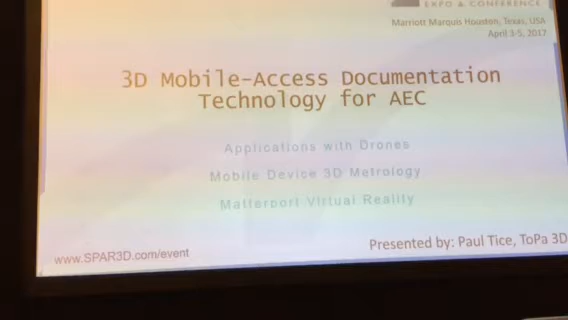 EXPO & CONFERENCE
Marriott Marquis Houston, Texas, USA
April 3-5, 2017
3D Mobile-Access Documentation
Technology for AEC
Applications with Drones
Mobile Device 3D Metrology
Matterport Virtual Reality
Presented by: Paul Tice, ToPa 3D
www.SPAR3D.com/event